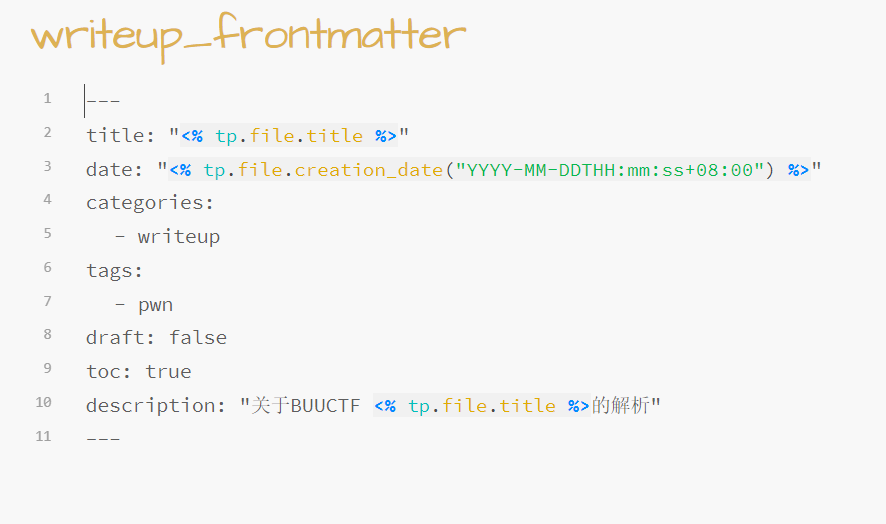 writeup_frontmatter
1 ---
2 title: "<% tp.file.title %>"
3 date: "<% tp.file.creation_date("YYYY-MM-DDTHH:mm:ss+08:00") %>"
4 categories:
5 - writeup
6 tags:
7 - pwn
8 draft: false
9 toc: true
10 description: "关于BUUCTF <% tp.file.title %>的解析"
11 ---